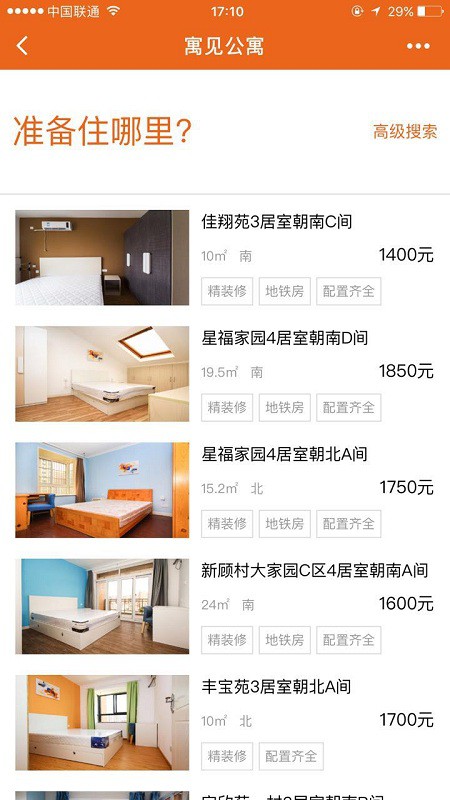 中国联通 17:10 29%
寓见公寓
准备住哪里?
高级搜索
佳翔苑3居室朝南C间
10㎡ 南 1400元
精装修 地铁房 配置齐全
星福家园4居室朝南D间
19.5㎡ 南 1850元
精装修 地铁房 配置齐全
星福家园4居室朝北A间
15.2㎡ 北 1750元
精装修 地铁房 配置齐全
新顾村大家园C区4居室朝南A间
24㎡ 南 1600元
精装修 地铁房 配置齐全
丰宝苑3居室朝北A间
10㎡ 北 1700元
精装修 配置齐全